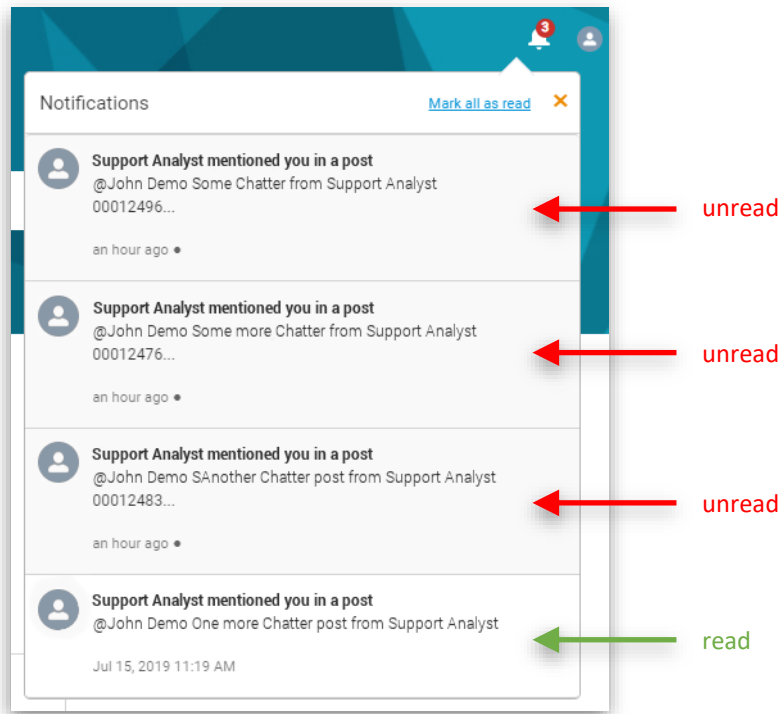 3
Notifications
Mark all as read
Support Analyst mentioned you in a post
@John Demo Some Chatter from Support Analyst
00012496...
unread
an hour ago
Support Analyst mentioned you in a post
@John Demo Some more Chatter from Support Analyst
00012476...
unread
an hour ago
Support Analyst mentioned you in a post
@John Demo SAnother Chatter post from Support Analyst
00012483...
unread
an hour ago
Support Analyst mentioned you in a post
@John Demo One more Chatter post from Support Analyst
read
Jul 15, 2019 11:19 AM